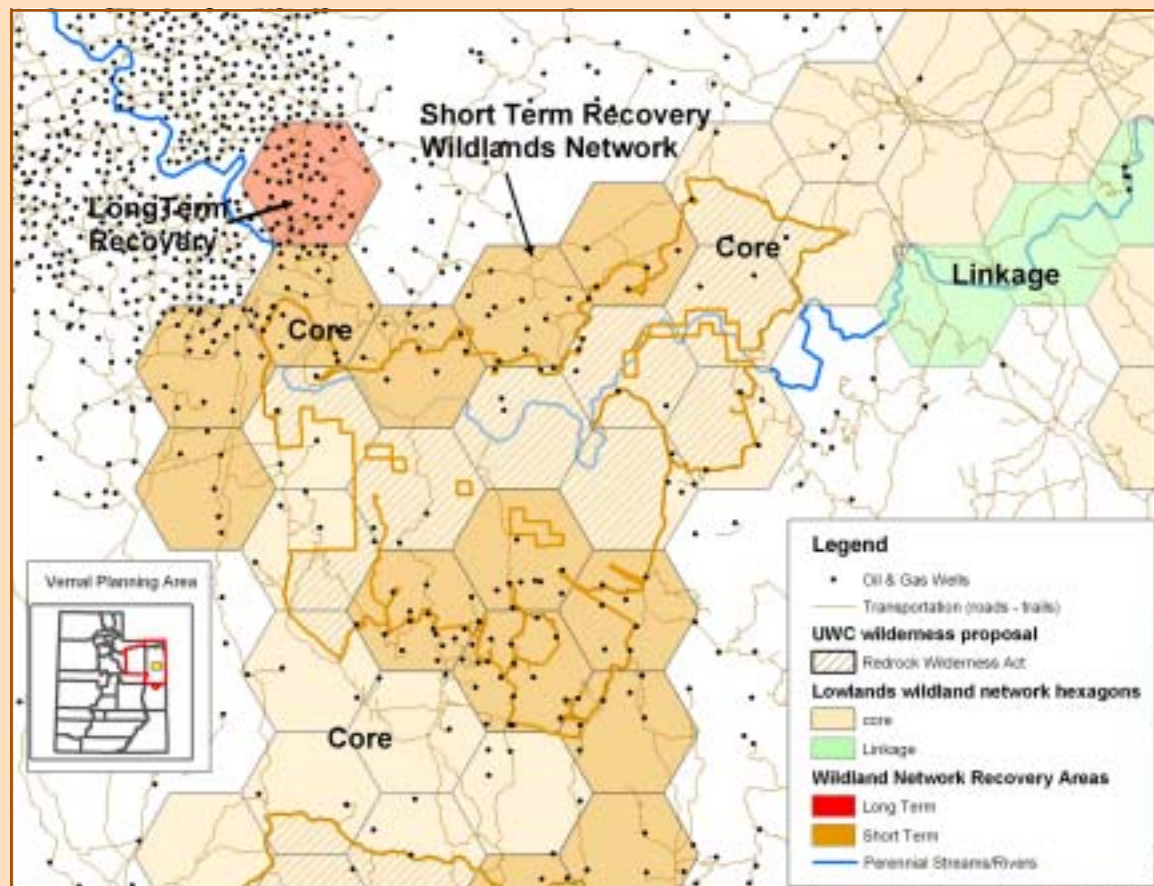 Short Term Recovery
Wildlands Network
Long Term
Recovery
Core
Linkage
Core
Core
Vernal Planning Area
Legend
Oil & Gas Wells
Transportation (roads - trails)
UWC wilderness proposal
Redrock Wilderness Act
Lowlands wildland network hexagons
core
Linkage
Wildland Network Recovery Areas
Long Term
Short Term
Perennial Streams/Rivers